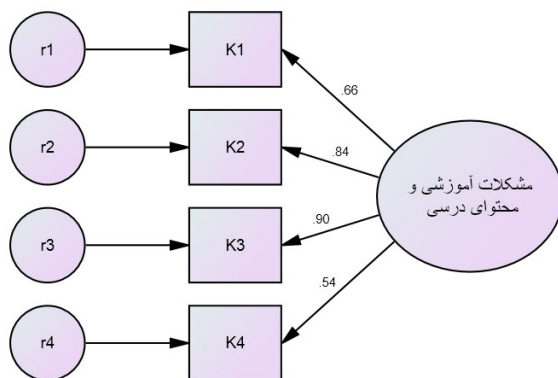 r1
K1
.66
r2
K2
.84
مشکلات آموزشی و
محتوای درسی
r3
K3
.90
.54
r4
K4